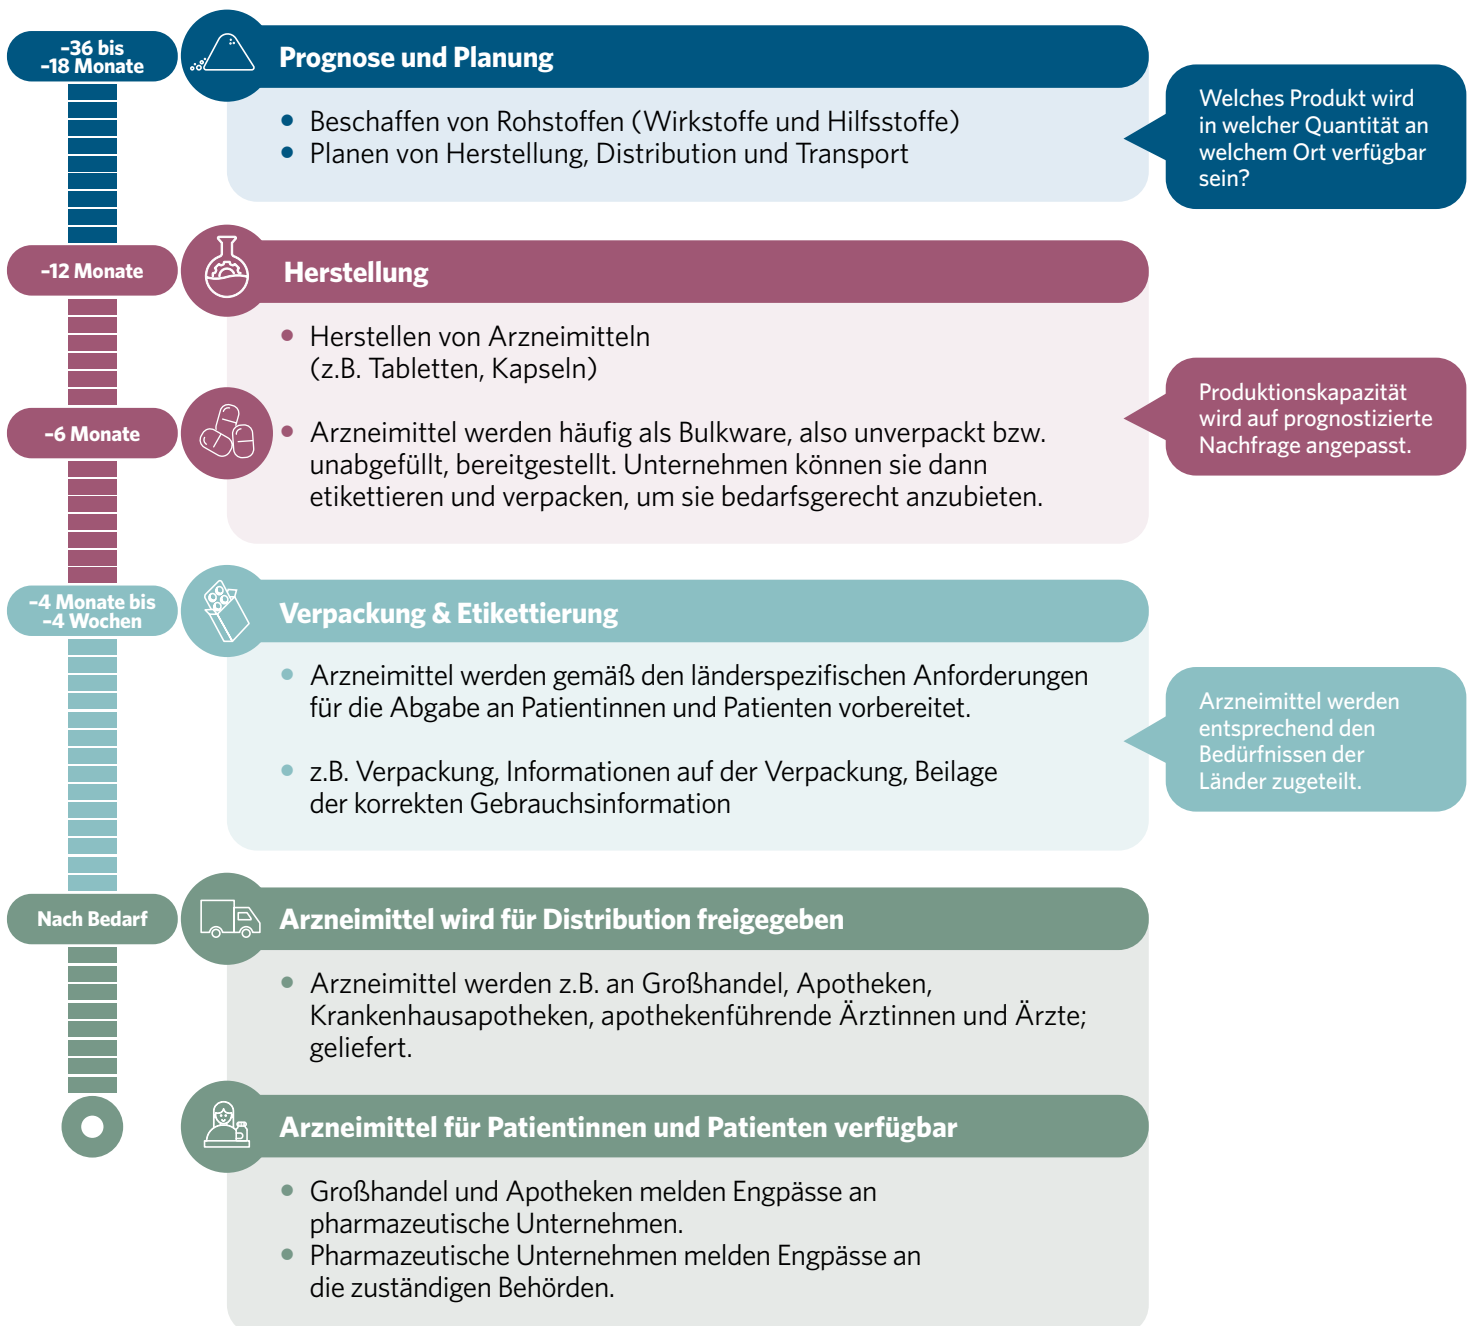 –36 bis
–18 Monate
Prognose und Planung
• Beschaffen von Rohstoffen (Wirkstoffe und Hilfsstoffe)
• Planen von Herstellung, Distribution und Transport
Welches Produkt wird
in welcher Quantität an
welchem Ort verfügbar
sein?
–12 Monate
Herstellung
• Herstellen von Arzneimitteln
(z.B. Tabletten, Kapseln)
–6 Monate
• Arzneimittel werden häufig als Bulkware, also unverpackt bzw.
unabgefüllt, bereitgestellt. Unternehmen können sie dann
etikettieren und verpacken, um sie bedarfsgerecht anzubieten.
Produktionskapazität
wird auf prognostizierte
Nachfrage angepasst.
–4 Monate bis
–4 Wochen
Verpackung & Etikettierung
• Arzneimittel werden gemäß den länderspezifischen Anforderungen
für die Abgabe an Patientinnen und Patienten vorbereitet.
• z.B. Verpackung, Informationen auf der Verpackung, Beilage
der korrekten Gebrauchsinformation
Arzneimittel werden
entsprechend den
Bedürfnissen der
Länder zugeteilt.
Nach Bedarf
Arzneimittel wird für Distribution freigegeben
• Arzneimittel werden z.B. an Großhandel, Apotheken,
Krankenhausapotheken, apothekenführende Ärztinnen und Ärzte;
geliefert.
Arzneimittel für Patientinnen und Patienten verfügbar
• Großhandel und Apotheken melden Engpässe an
pharmazeutische Unternehmen.
• Pharmazeutische Unternehmen melden Engpässe an
die zuständigen Behörden.